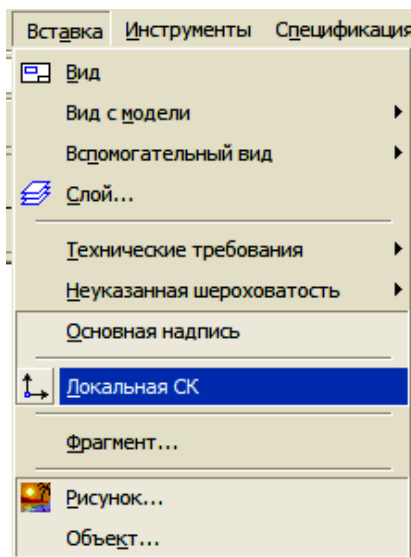 Вставка Инструменты Спецификация
Вид
Вид с модели
Вспомогательный вид
Слой...
Технические требования
Неуказанная шероховатость
Основная надпись
Локальная СК
Фрагмент...
Рисунок...
Объект...